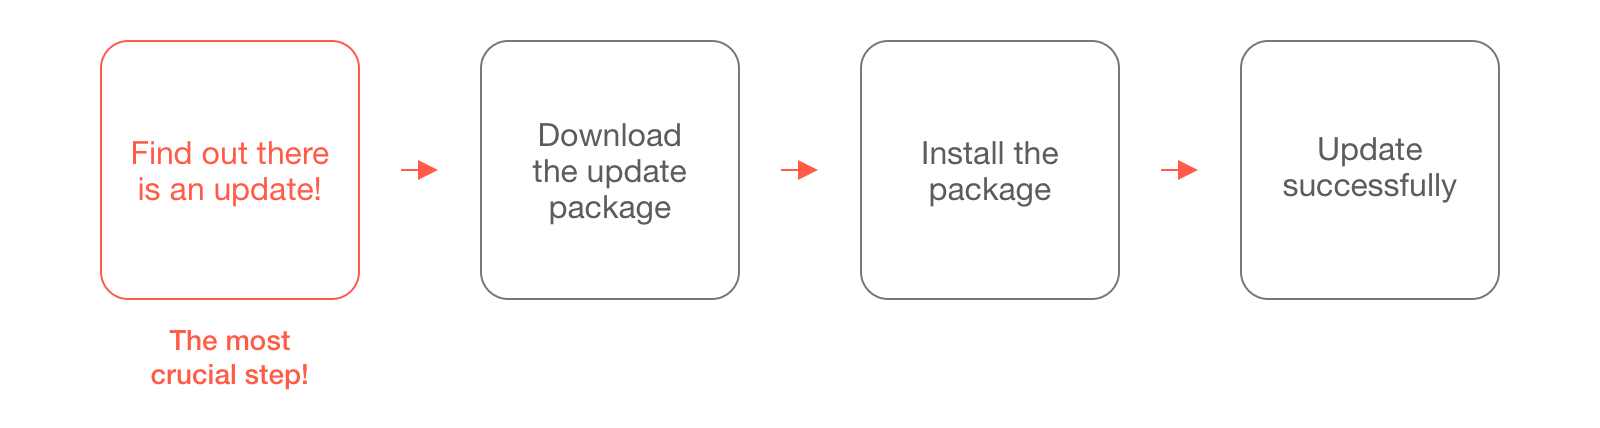 Find out there
is an update!
The most
crucial step!
Download
the update
package
Install the
package
Update
successfully